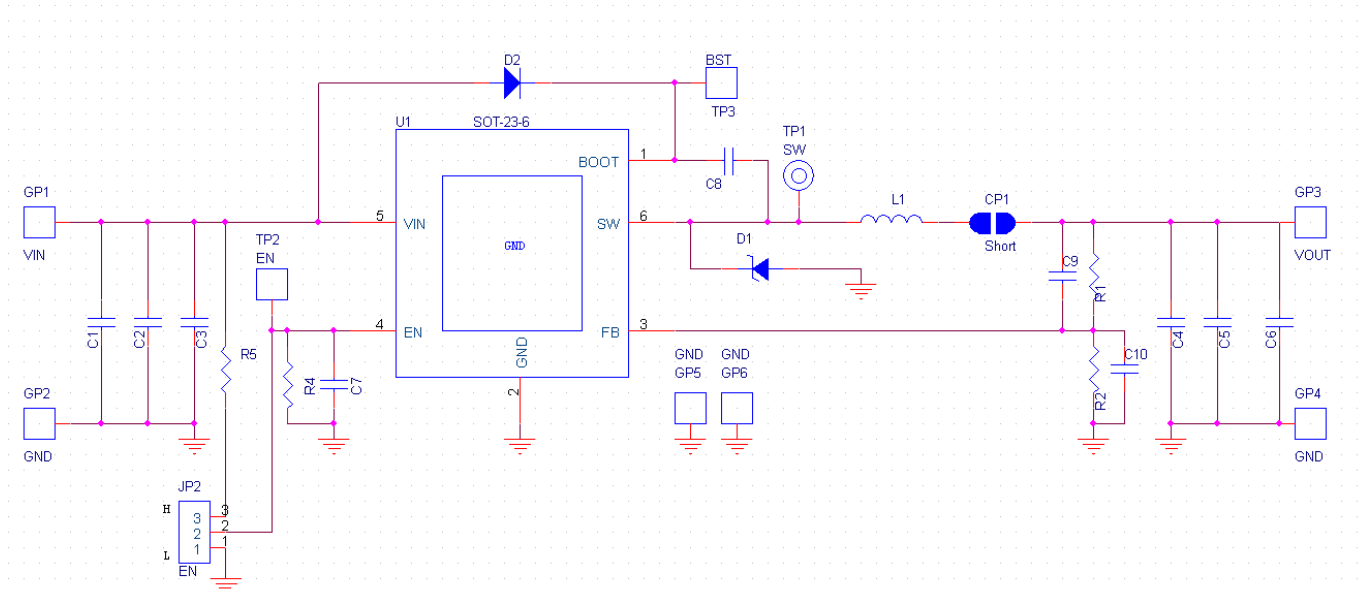 D2
BST
TP3
U1
SOT-23-6
TP1
SW
BOOT
1
C8
GP1
VIN
5
VIN
GND
SW
6
L1
CP1
Short
GP3
VOUT
TP2
EN
D1
C9
R1
4
EN
FB
3
C1
C2
C3
R5
R4
C7
GND
2
GND
GP5
GND
GP6
C10
R2
C4
C5
C6
GP2
GND
GP4
GND
JP2
H
3
3
2
2
1
1
L
EN